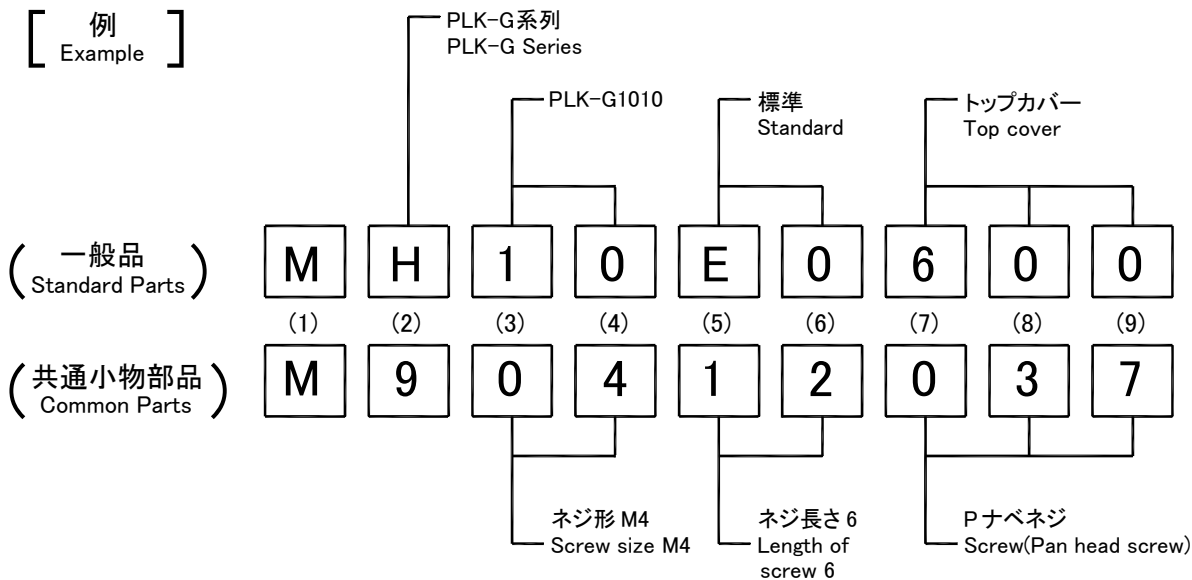 例
Example
PLK-G系列
PLK-G Series
PLK-G1010
標準
Standard
トップカバー
Top cover
一般品
Standard Parts
M H 1 0 E 0 6 0 0
(1) (2) (3) (4) (5) (6) (7) (8) (9)
共通小物部品
Common Parts
M 9 0 4 1 2 0 3 7
ネジ形 M4
Screw size M4
ネジ長さ 6
Length of
screw 6
Pナベネジ
Screw(Pan head screw)